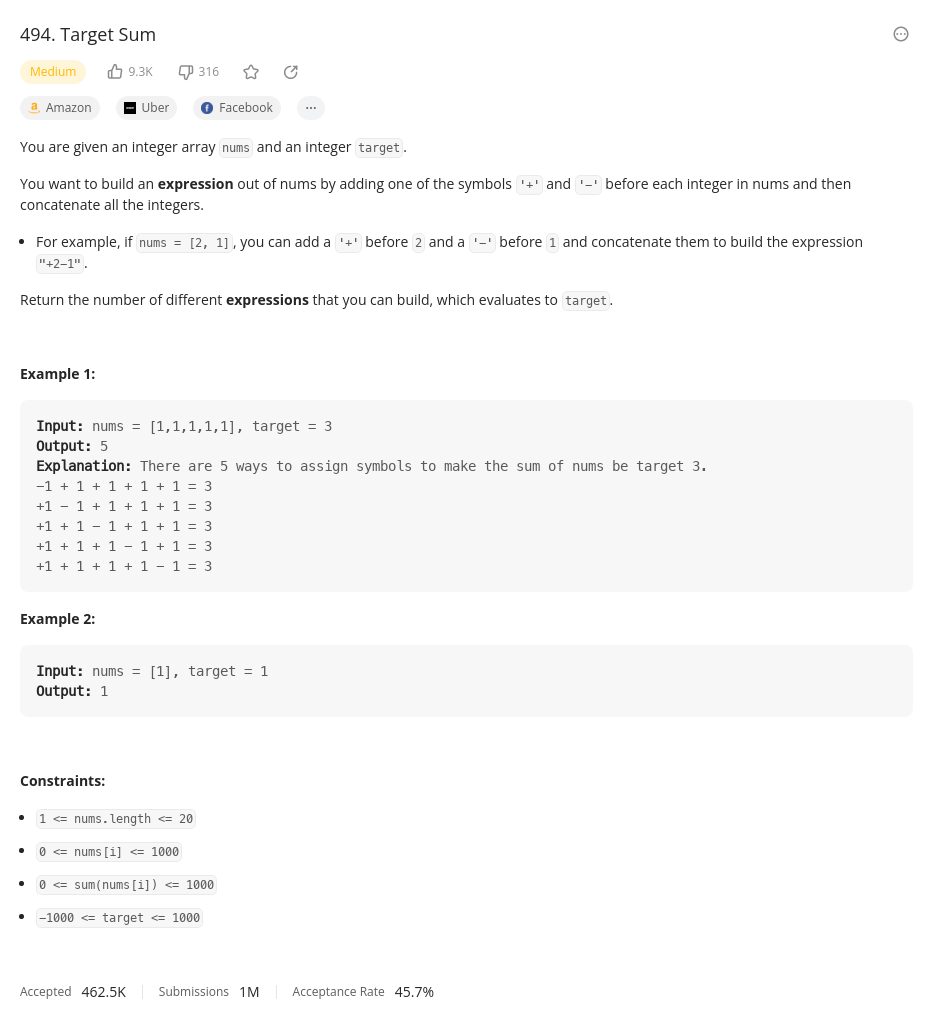 494. Target Sum
Medium 9.3K 316
Amazon Uber Facebook ...
You are given an integer array nums and an integer target.
You want to build an expression out of nums by adding one of the symbols '+' and '-' before each integer in nums and then
concatenate all the integers.
• For example, if nums = [2, 1], you can add a '+' before 2 and a '-' before 1 and concatenate them to build the expression
"+2-1".
Return the number of different expressions that you can build, which evaluates to target.
Example 1:
Input: nums = [1,1,1,1,1], target = 3
Output: 5
Explanation: There are 5 ways to assign symbols to make the sum of nums be target 3.
-1 + 1 + 1 + 1 + 1 = 3
+1 - 1 + 1 + 1 + 1 = 3
+1 + 1 - 1 + 1 + 1 = 3
+1 + 1 + 1 - 1 + 1 = 3
+1 + 1 + 1 + 1 - 1 = 3
Example 2:
Input: nums = [1], target = 1
Output: 1
Constraints:
• 1 <= nums.length <= 20
• 0 <= nums[i] <= 1000
• 0 <= sum(nums[i]) <= 1000
• -1000 <= target <= 1000
Accepted 462.5K Submissions 1M Acceptance Rate 45.7%